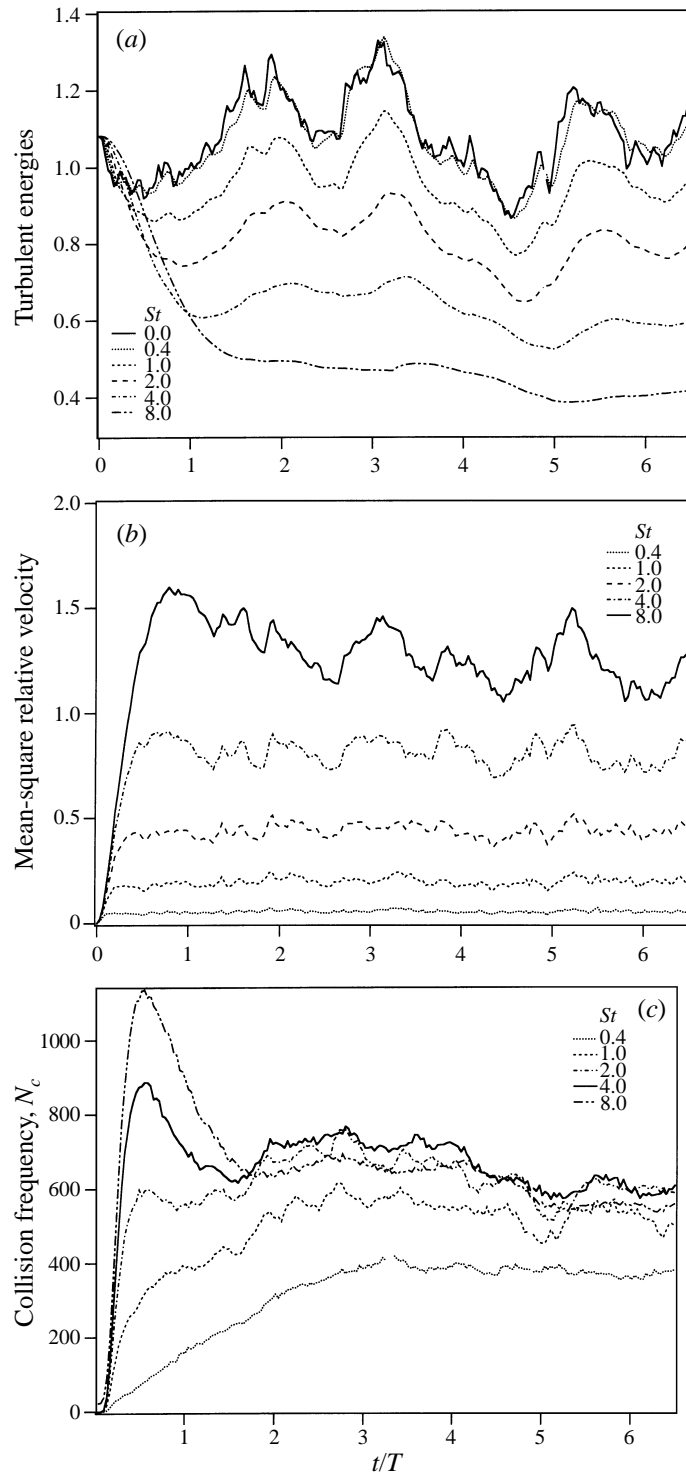 (a)
Turbulent energies
1.4
1.2
1.0
0.8
0.6
0.4
St
0.0
0.4
1.0
2.0
4.0
8.0
0 1 2 3 4 5 6
(b)
Mean-square relative velocity
2.0
1.5
1.0
0.5
0
St
0.4
1.0
2.0
4.0
8.0
0 1 2 3 4 5 6
(c)
Collision frequency, N_c
1000
800
600
400
200
0
St
0.4
1.0
2.0
4.0
8.0
1 2 3 4 5 6
t/T